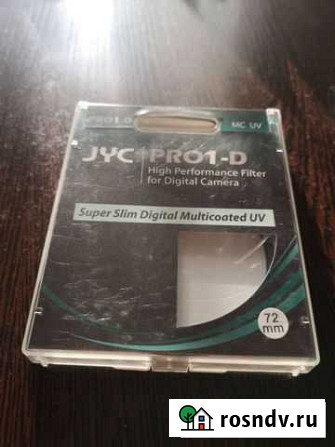 PRO1-D
MC UV
JYC PRO1-D
High Performance Filter
for Digital Camera
Super Slim Digital Multicoated UV
72
mm
rosndv.ru